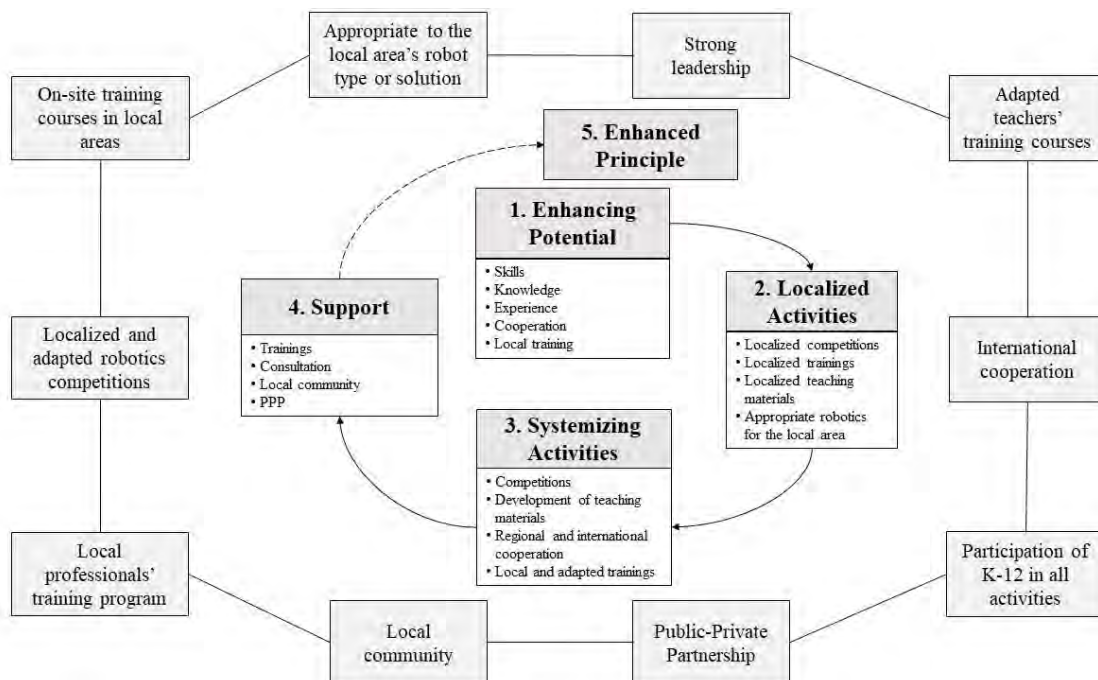 Appropriate to the
local area's robot
type or solution
Strong
leadership
On-site training
courses in local
areas
Adapted
teachers'
training courses
5. Enhanced
Principle
1. Enhancing
Potential
• Skills
• Knowledge
• Experience
• Cooperation
• Local training
2. Localized
Activities
• Localized competitions
• Localized trainings
• Localized teaching
materials
• Appropriate robotics
for the local area
4. Support
• Trainings
• Consultation
• Local community
• PPP
3. Systemizing
Activities
• Competitions
• Development of teaching
materials
• Regional and international
cooperation
• Local and adapted trainings
Localized and
adapted robotics
competitions
International
cooperation
Local
professionals'
training program
Participation of
K-12 in all
activities
Local
community
Public-Private
Partnership